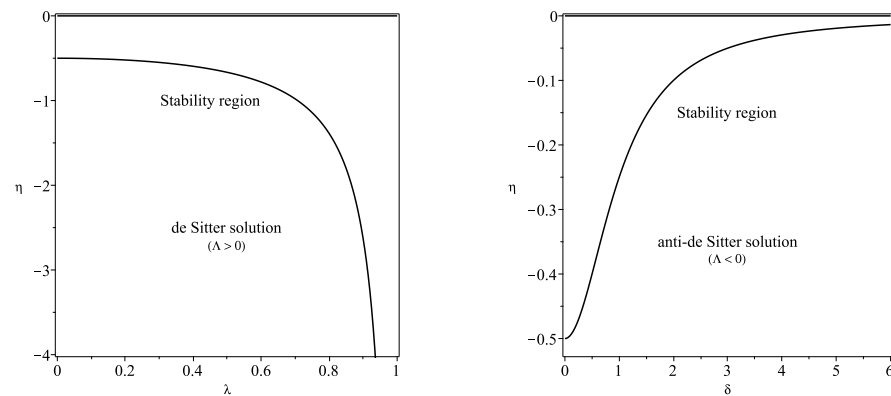 0
−1
−2
−3
−4
η
Stability region
de Sitter solution
(Λ > 0)
0 0.2 0.4 0.6 0.8 1
λ
0
−0.1
−0.2
−0.3
−0.4
−0.5
η
Stability region
anti-de Sitter solution
(Λ < 0)
0 1 2 3 4 5 6
δ